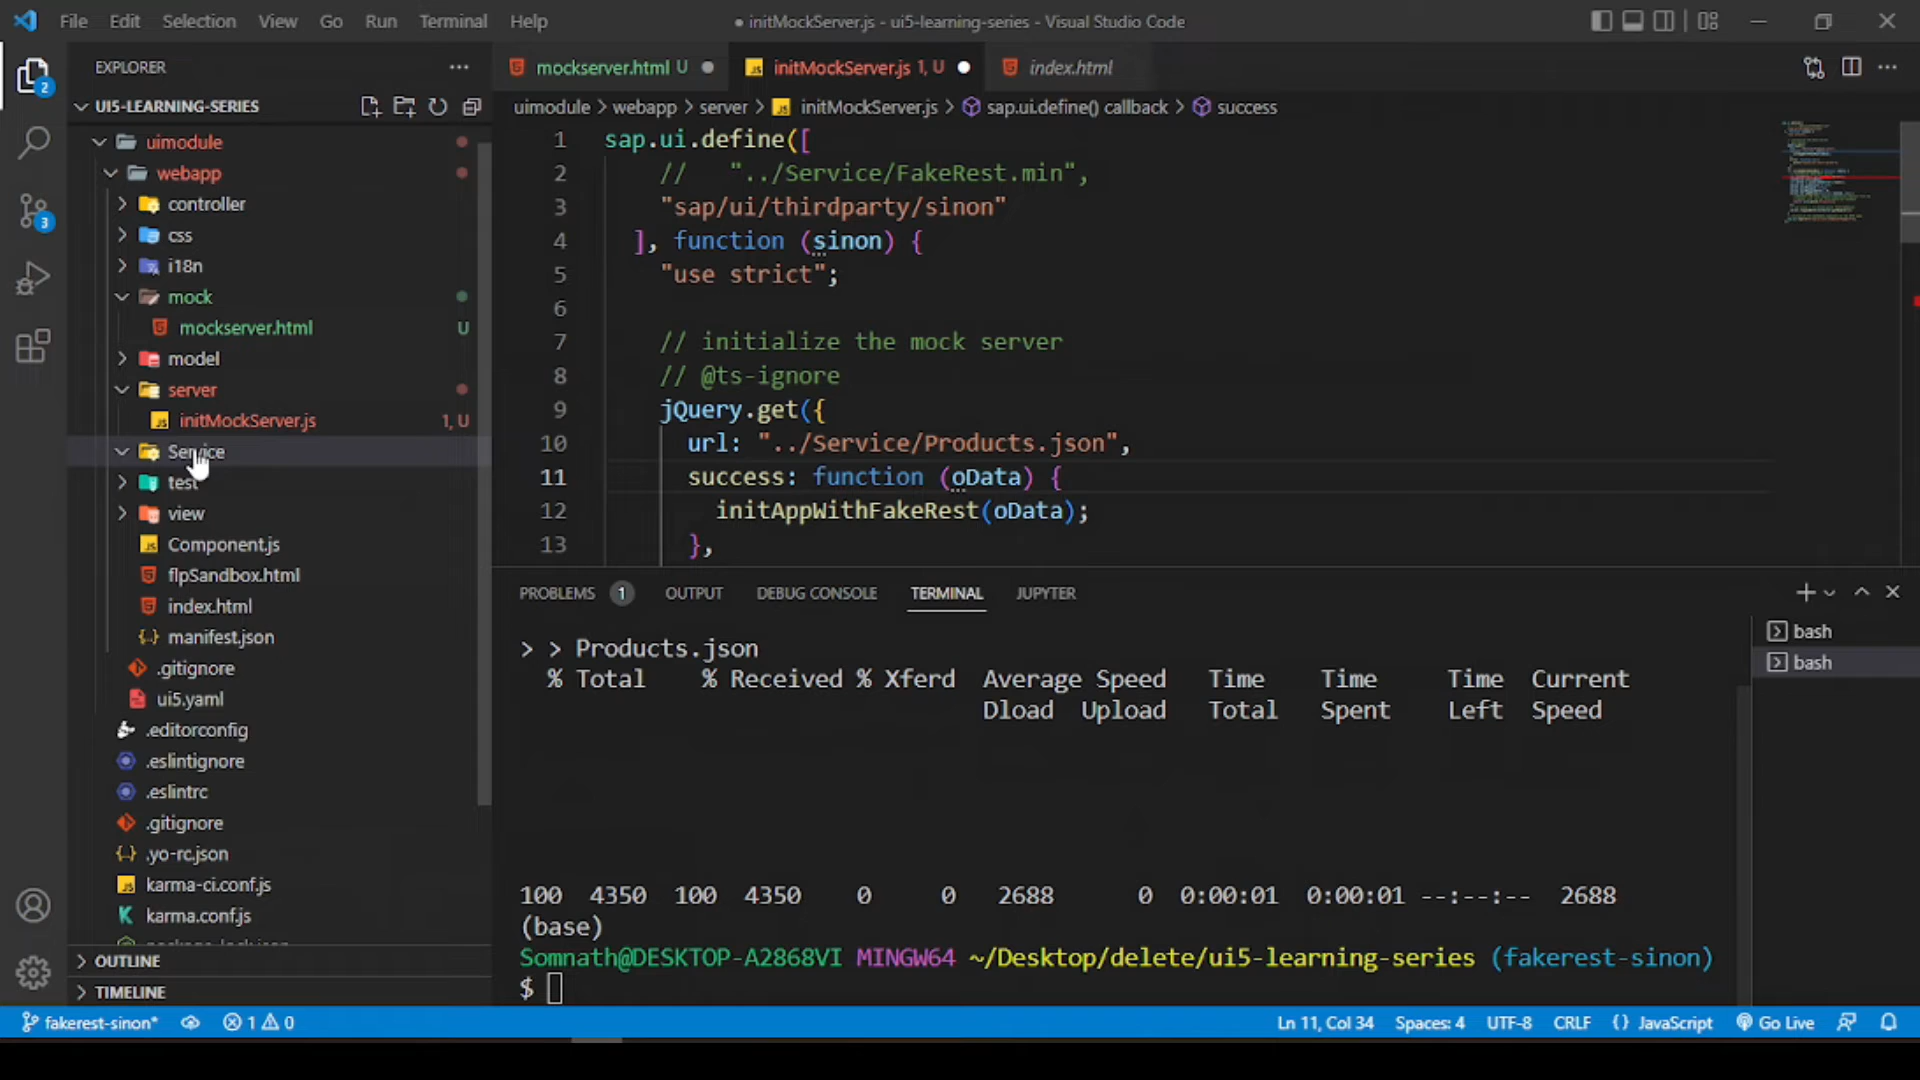 File Edit Selection View Go Run Terminal Help
● initMockServer.js - ui5-learning-series - Visual Studio Code
EXPLORER
mockserver.html U
initMockServer.js 1, U
index.html
2
3
UI5-LEARNING-SERIES
uimodule
webapp
controller
css
i18n
mock
mockserver.html U
model
server
initMockServer.js 1, U
Service
test
view
Component.js
flpSandbox.html
index.html
manifest.json
.gitignore
ui5.yaml
.editorconfig
.eslintignore
.eslintrc
.gitignore
.yo-rc.json
karma-ci.conf.js
karma.conf.js
OUTLINE
TIMELINE
uimodule > webapp > server > initMockServer.js > sap.ui.define() callback > success
1 sap.ui.define([
2 // "../Service/FakeRest.min",
3 "sap/ui/thirdparty/sinon"
4 ], function (sinon) {
5 "use strict";
6
7 // initialize the mock server
8 // @ts-ignore
9 jQuery.get({
10 url: "../Service/Products.json",
11 success: function (oData) {
12 initAppWithFakeRest(oData);
13 },
PROBLEMS 1 OUTPUT DEBUG CONSOLE TERMINAL JUPYTER
bash
bash
> > Products.json
% Total % Received % Xferd Average Speed Time Time Time Current
Dload Upload Total Spent Left Speed
100 4350 100 4350 0 0 2688 0 0:00:01 0:00:01 --:--:-- 2688
(base)
Somnath@DESKTOP-A2868VI MINGW64 ~/Desktop/delete/ui5-learning-series (fakerest-sinon)
$
fakerest-sinon* 1 0 Ln 11, Col 34 Spaces: 4 UTF-8 CRLF {} JavaScript Go Live